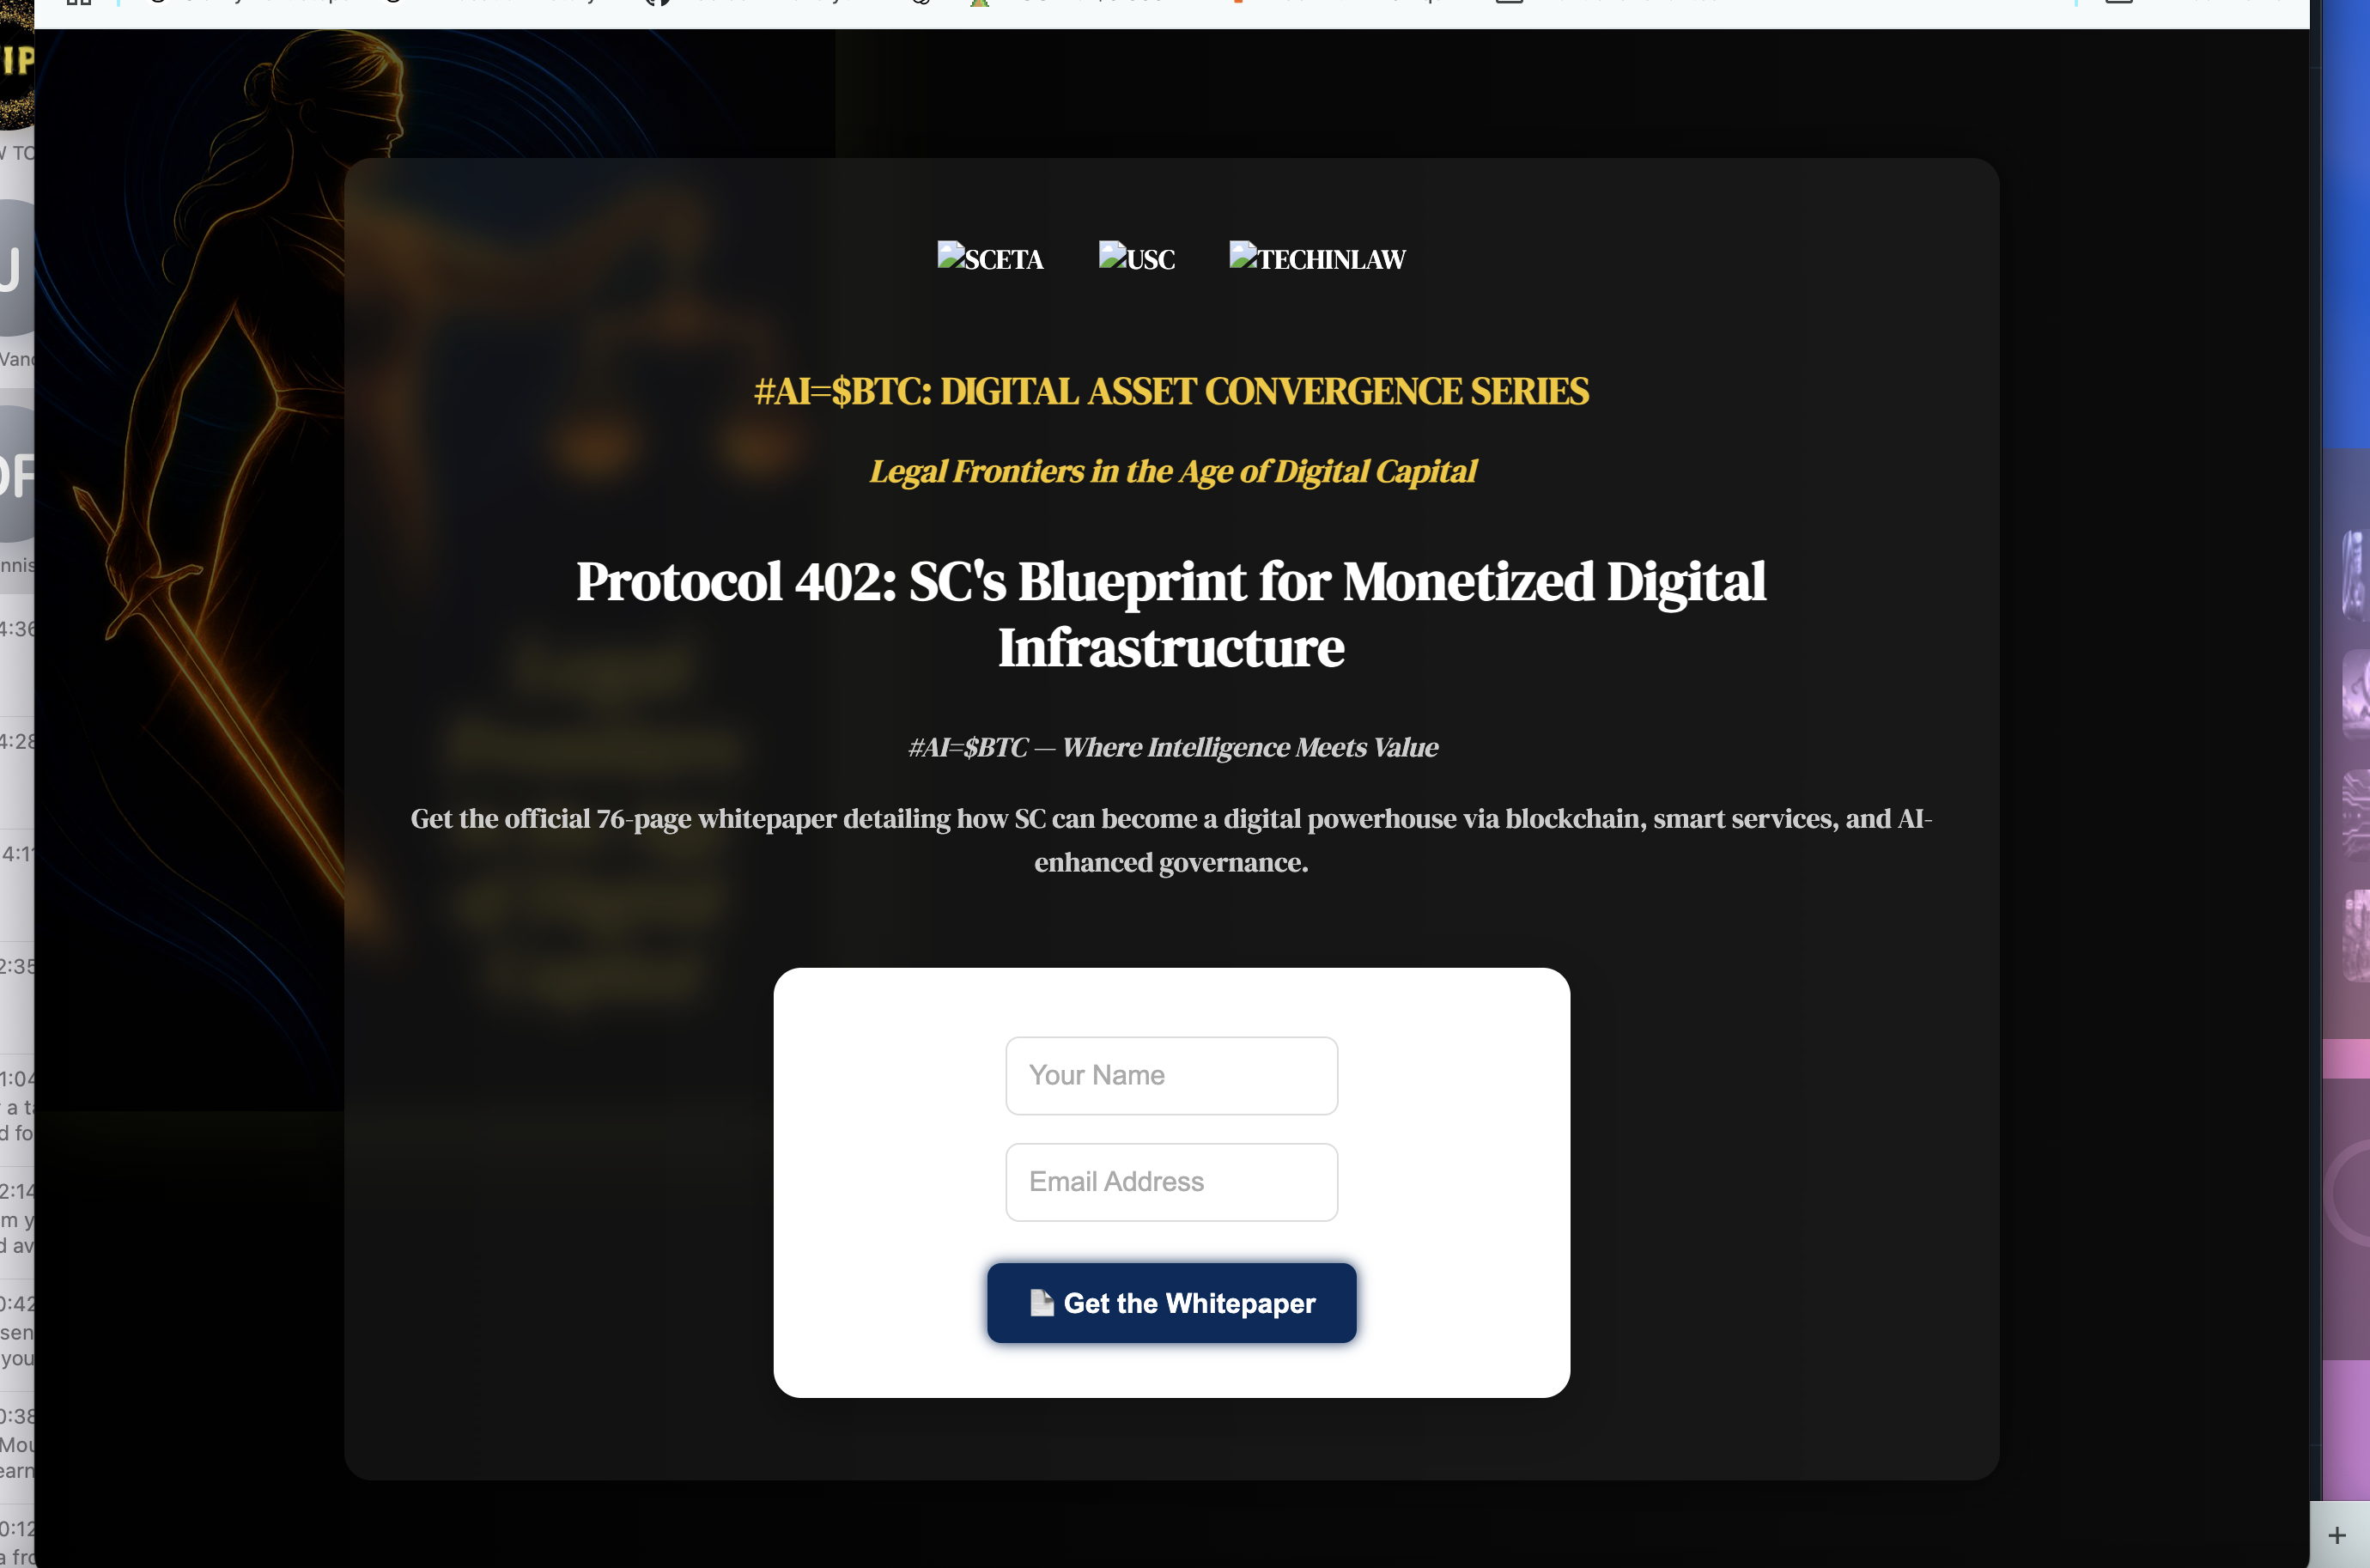 SCETA USC TECHINLAW
#AI=$BTC: DIGITAL ASSET CONVERGENCE SERIES
Legal Frontiers in the Age of Digital Capital
Protocol 402: SC's Blueprint for Monetized Digital
Infrastructure
#AI=$BTC — Where Intelligence Meets Value
Get the official 76-page whitepaper detailing how SC can become a digital powerhouse via blockchain, smart services, and AI-
enhanced governance.
Your Name
Email Address
Get the Whitepaper